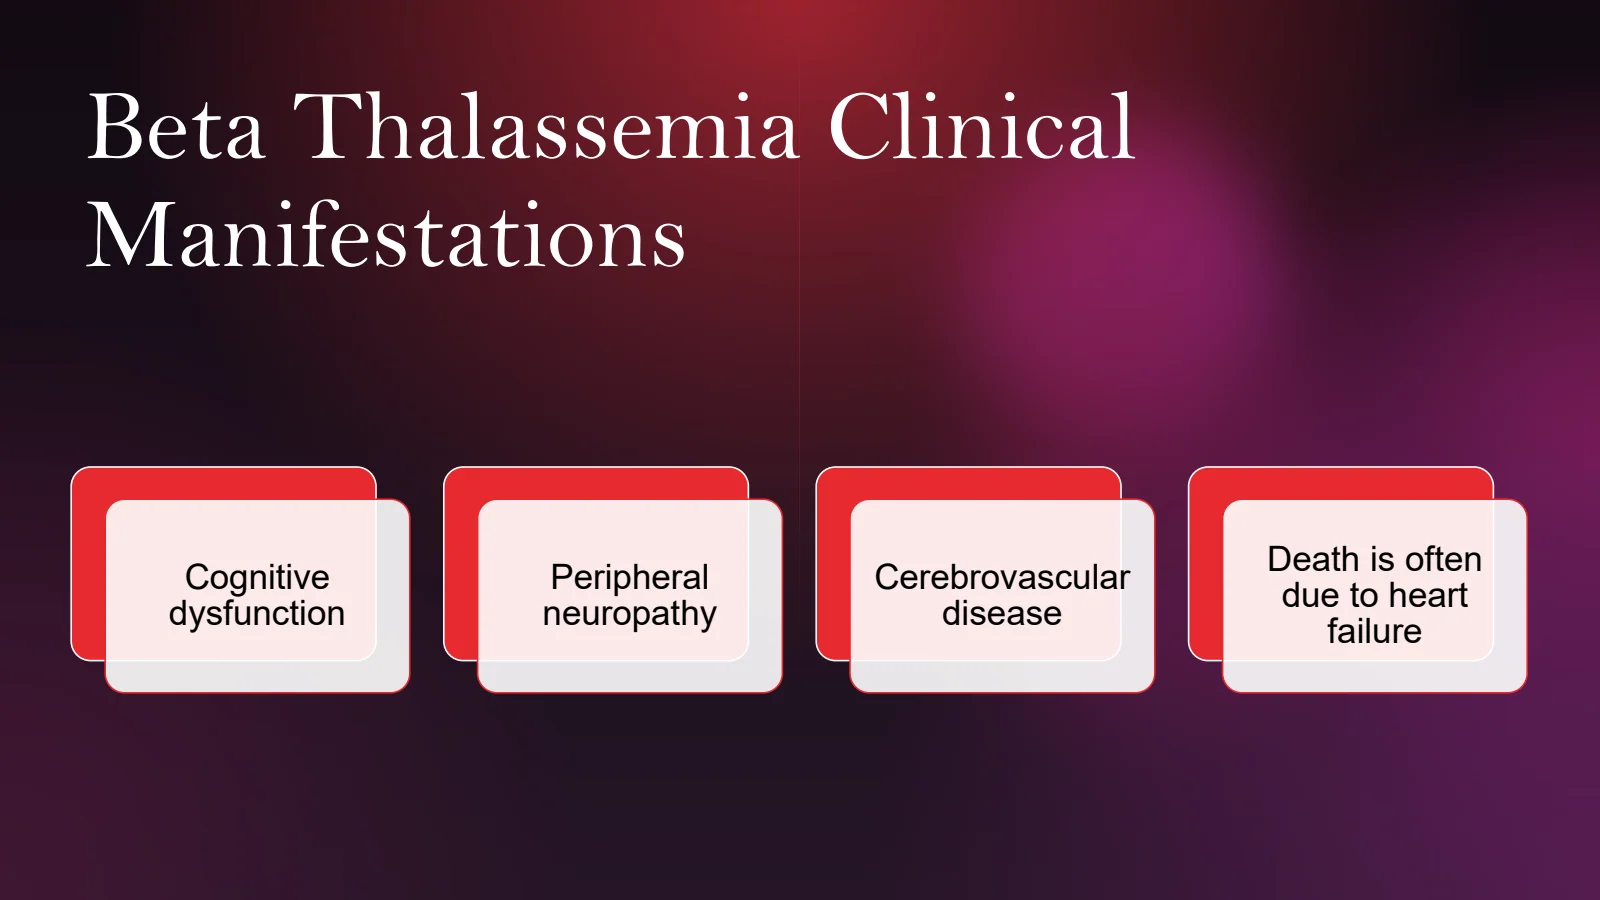 Beta Thalassemia Clinical
Manifestations
Cognitive
dysfunction
Peripheral
neuropathy
Cerebrovascular
disease
Death is often
due to heart
failure